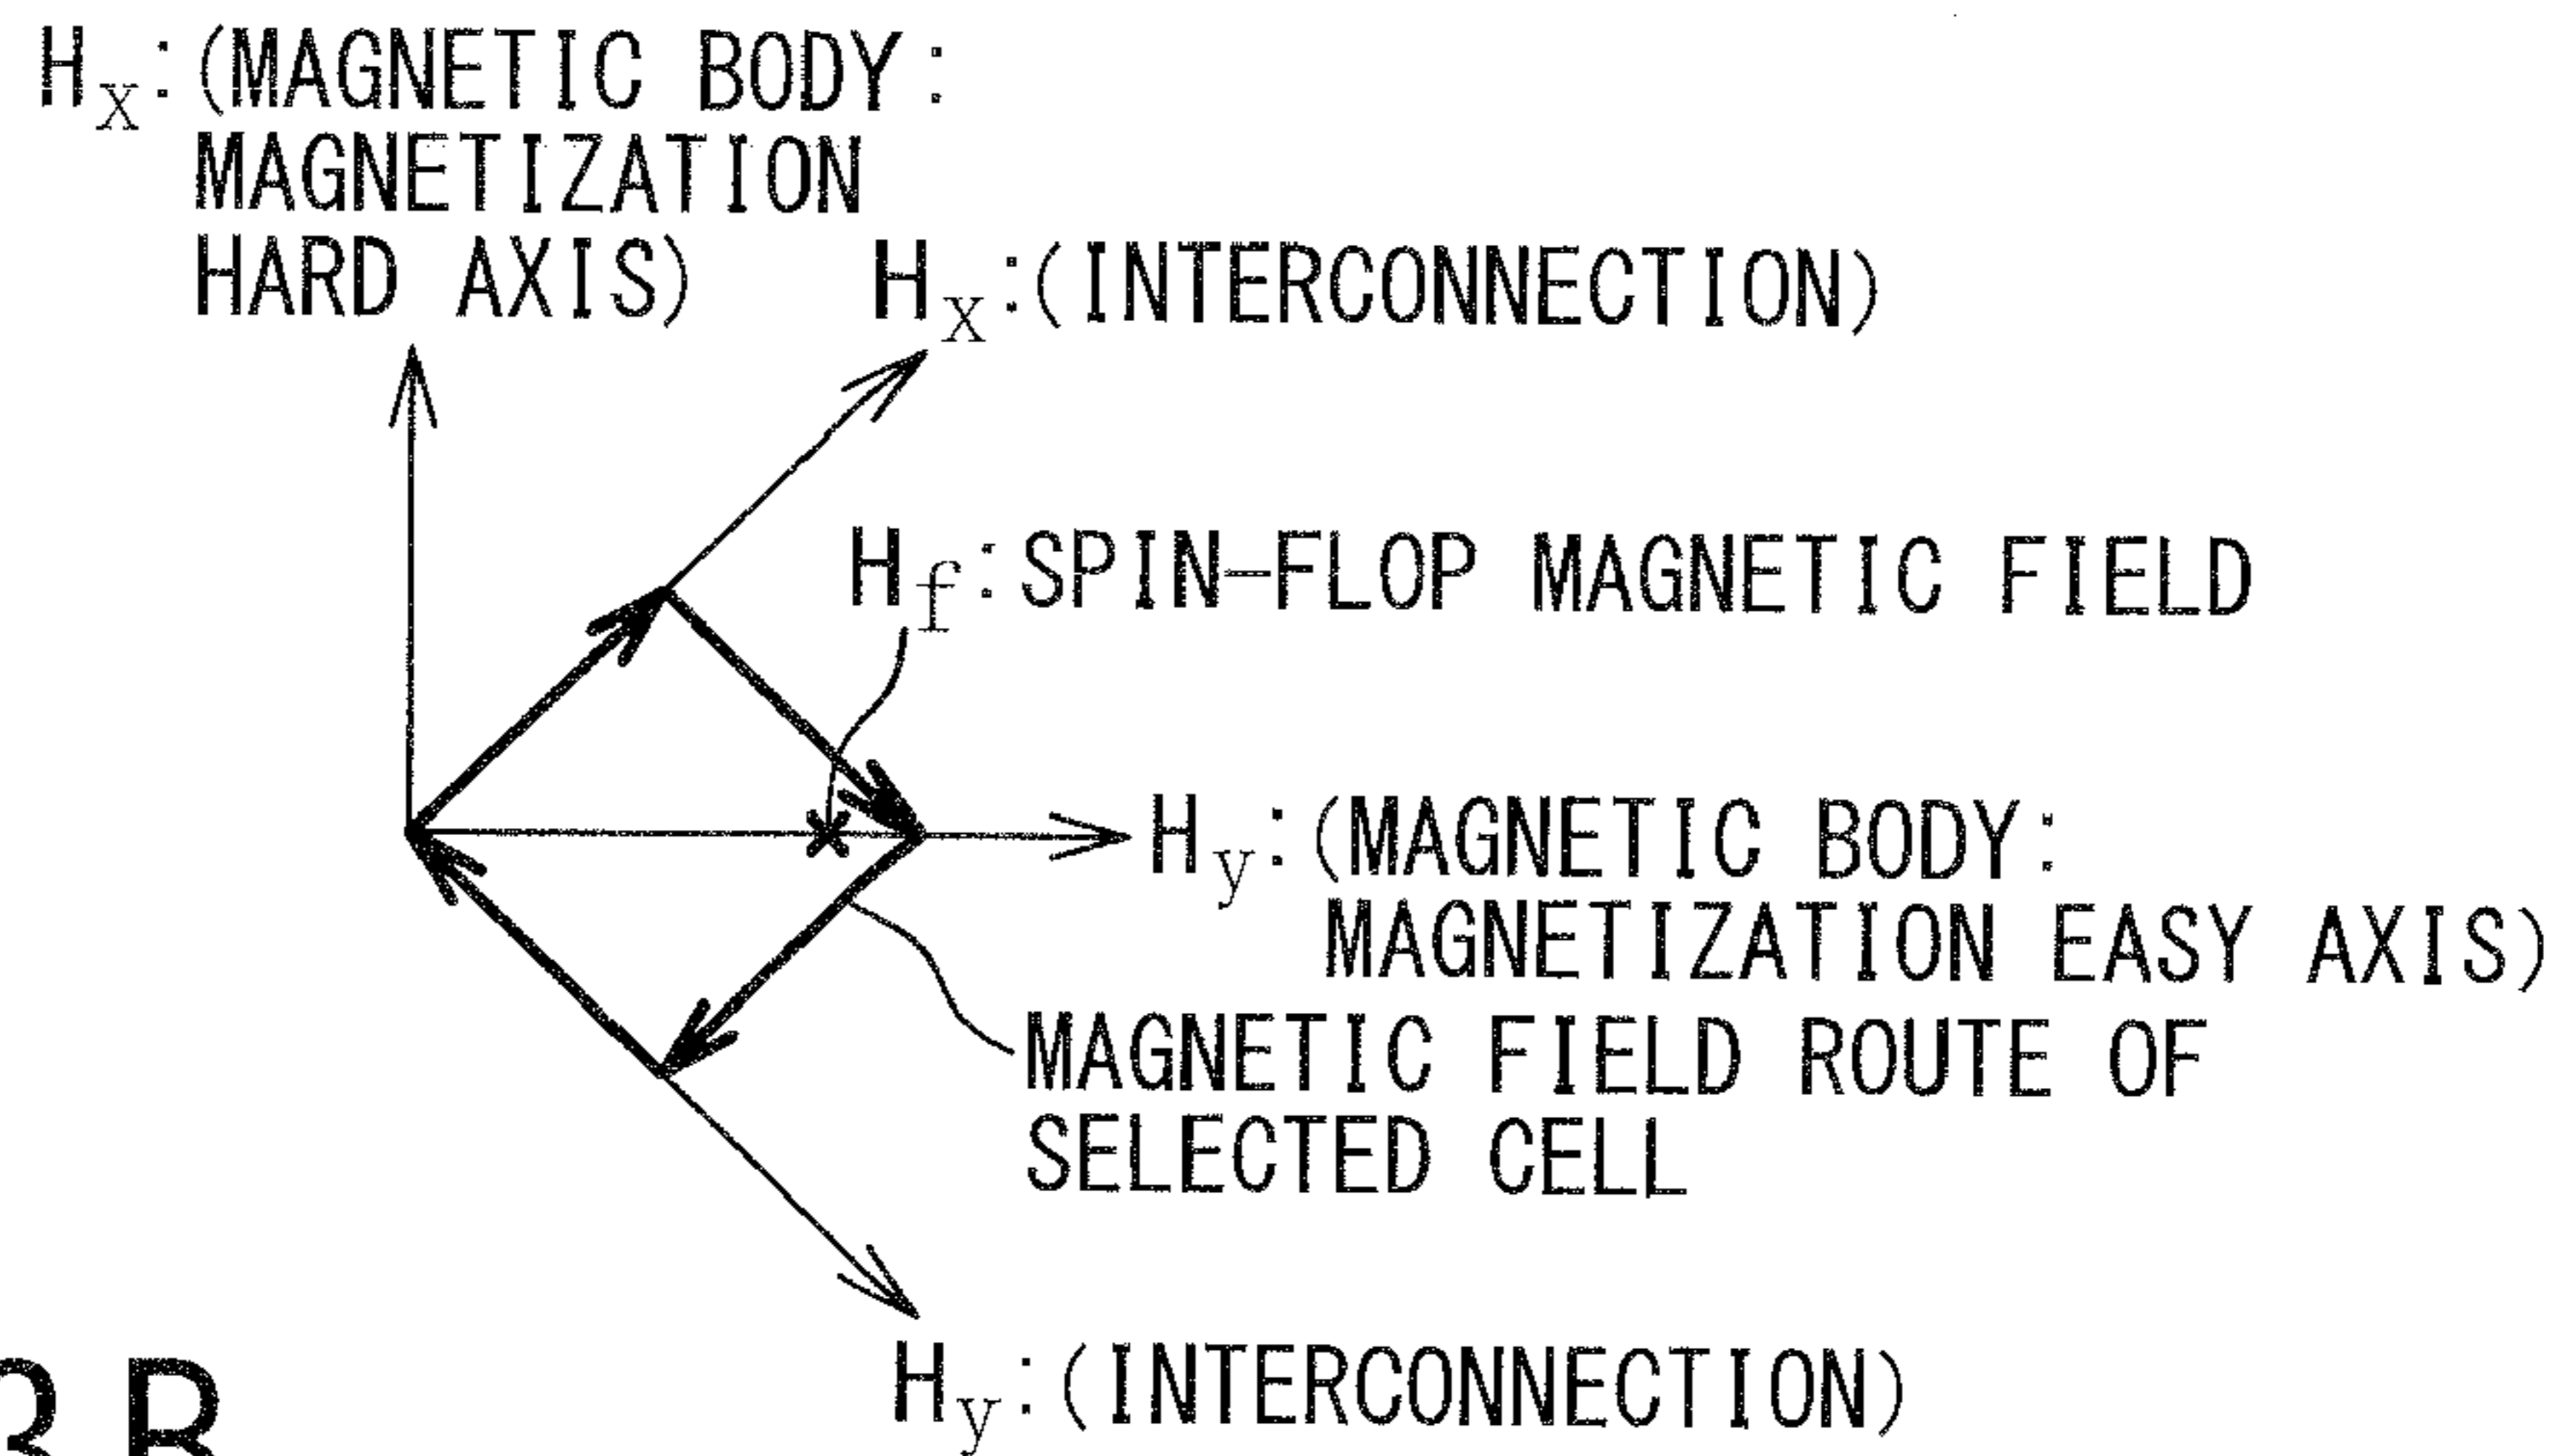 Hx:(MAGNETIC BODY:
MAGNETIZATION
HARD AXIS)
Hx:(INTERCONNECTION)
Hf:SPIN-FLOP MAGNETIC FIELD
Hy:(MAGNETIC BODY:
MAGNETIZATION EASY AXIS)
MAGNETIC FIELD ROUTE OF
SELECTED CELL
Hy:(INTERCONNECTION)
3B